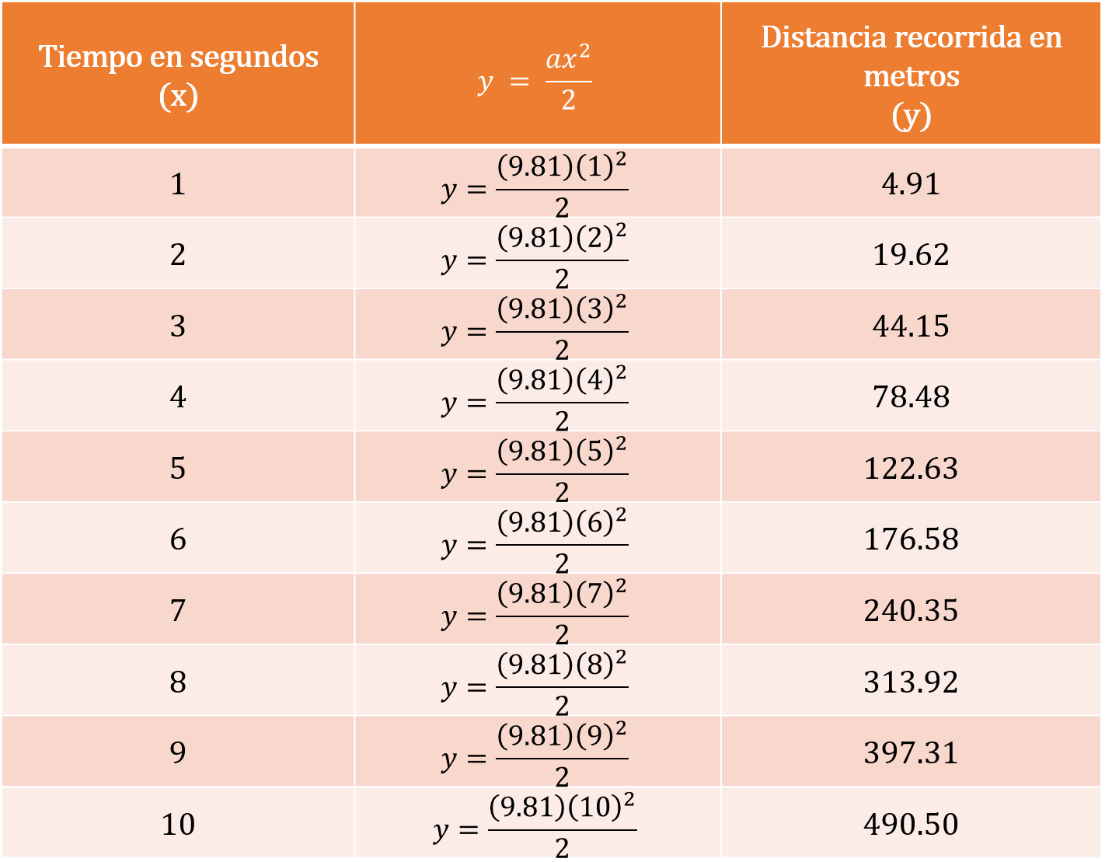 Tiempo en segundos
(x)
y = ax²/2
Distancia recorrida en
metros
(y)
1
y = (9.81)(1)²/2
4.91
2
y = (9.81)(2)²/2
19.62
3
y = (9.81)(3)²/2
44.15
4
y = (9.81)(4)²/2
78.48
5
y = (9.81)(5)²/2
122.63
6
y = (9.81)(6)²/2
176.58
7
y = (9.81)(7)²/2
240.35
8
y = (9.81)(8)²/2
313.92
9
y = (9.81)(9)²/2
397.31
10
y = (9.81)(10)²/2
490.50